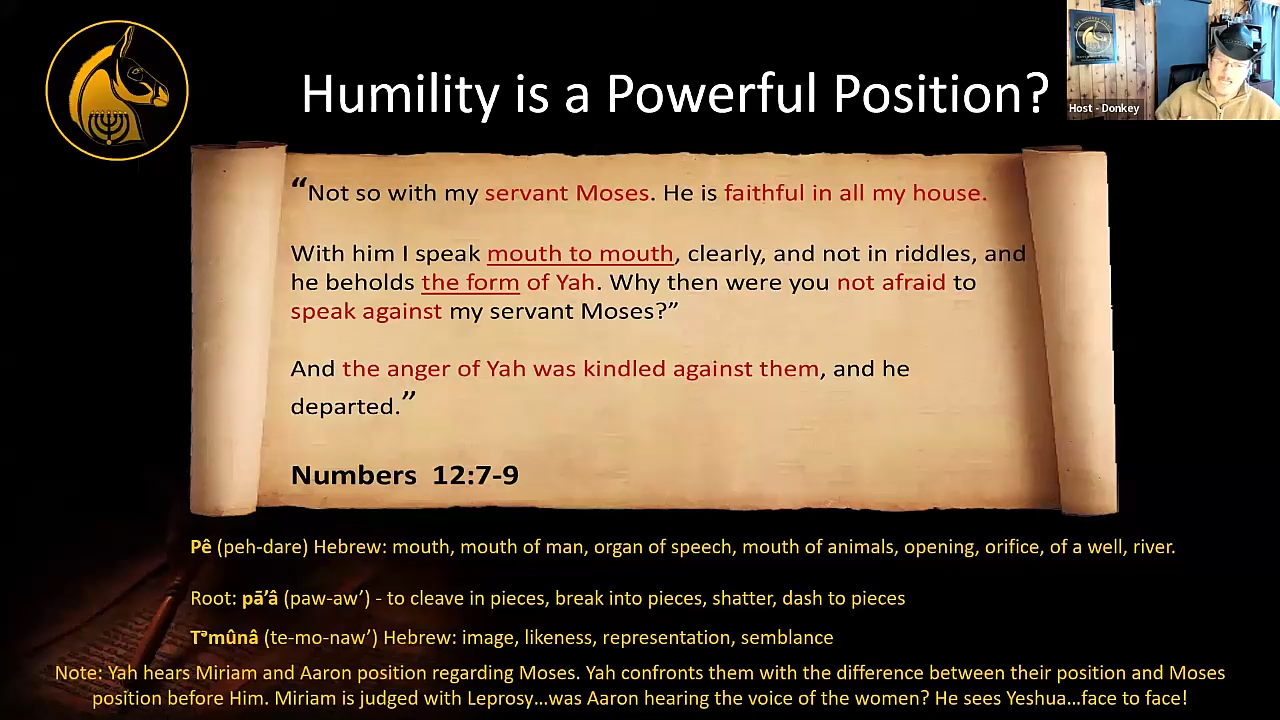 Humility is a Powerful Position?
Host - Donkey
“Not so with my servant Moses. He is faithful in all my house.
With him I speak mouth to mouth, clearly, and not in riddles, and
he beholds the form of Yah. Why then were you not afraid to
speak against my servant Moses?”
And the anger of Yah was kindled against them, and he
departed.”
Numbers 12:7-9
Pê (peh-dare) Hebrew: mouth, mouth of man, organ of speech, mouth of animals, opening, orifice, of a well, river.
Root: pā’â (paw-aw’) - to cleave in pieces, break into pieces, shatter, dash to pieces
Tᵊmûnâ (te-mo-naw’) Hebrew: image, likeness, representation, semblance
Note: Yah hears Miriam and Aaron position regarding Moses. Yah confronts them with the difference between their position and Moses
position before Him. Miriam is judged with Leprosy…was Aaron hearing the voice of the women? He sees Yeshua…face to face!